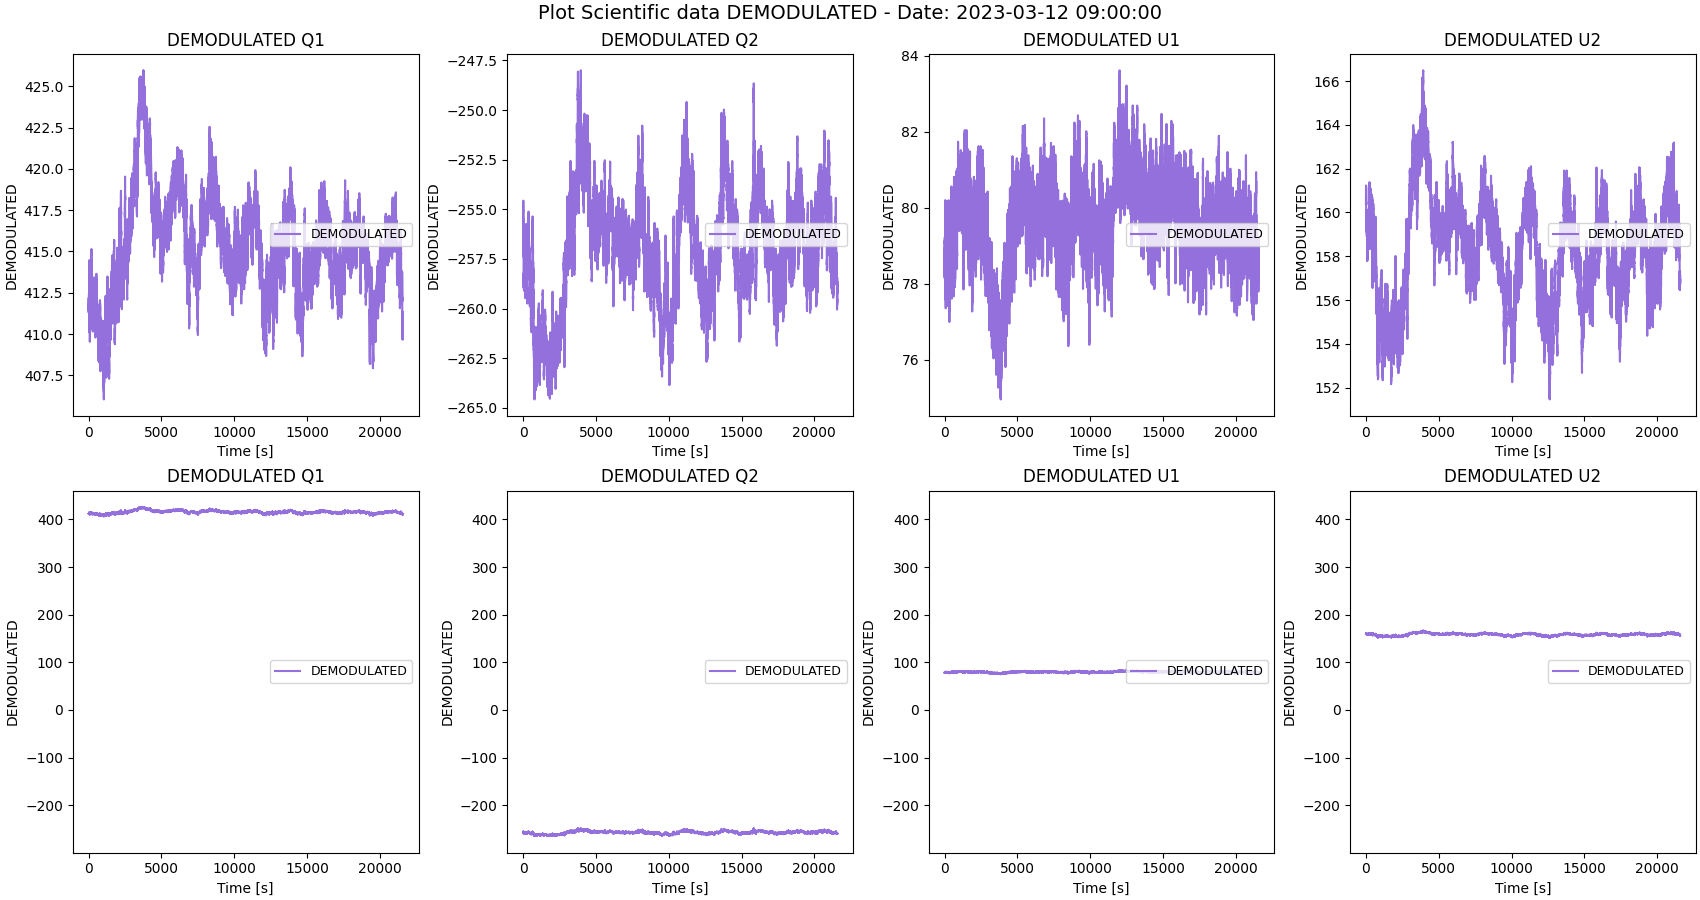 Plot Scientific data DEMODULATED - Date: 2023-03-12 09:00:00
DEMODULATED Q1
DEMODULATED
425.0
422.5
420.0
417.5
415.0
412.5
410.0
407.5
DEMODULATED
0 5000 10000 15000 20000
Time [s]
DEMODULATED Q2
DEMODULATED
−247.5
−250.0
−252.5
−255.0
−257.5
−260.0
−262.5
−265.0
DEMODULATED
0 5000 10000 15000 20000
Time [s]
DEMODULATED U1
DEMODULATED
84
82
80
78
76
DEMODULATED
0 5000 10000 15000 20000
Time [s]
DEMODULATED U2
DEMODULATED
166
164
162
160
158
156
154
152
DEMODULATED
0 5000 10000 15000 20000
Time [s]
DEMODULATED Q1
DEMODULATED
400
300
200
100
0
−100
−200
DEMODULATED
0 5000 10000 15000 20000
Time [s]
DEMODULATED Q2
DEMODULATED
400
300
200
100
0
−100
−200
DEMODULATED
0 5000 10000 15000 20000
Time [s]
DEMODULATED U1
DEMODULATED
400
300
200
100
0
−100
−200
DEMODULATED
0 5000 10000 15000 20000
Time [s]
DEMODULATED U2
DEMODULATED
400
300
200
100
0
−100
−200
DEMODULATED
0 5000 10000 15000 20000
Time [s]